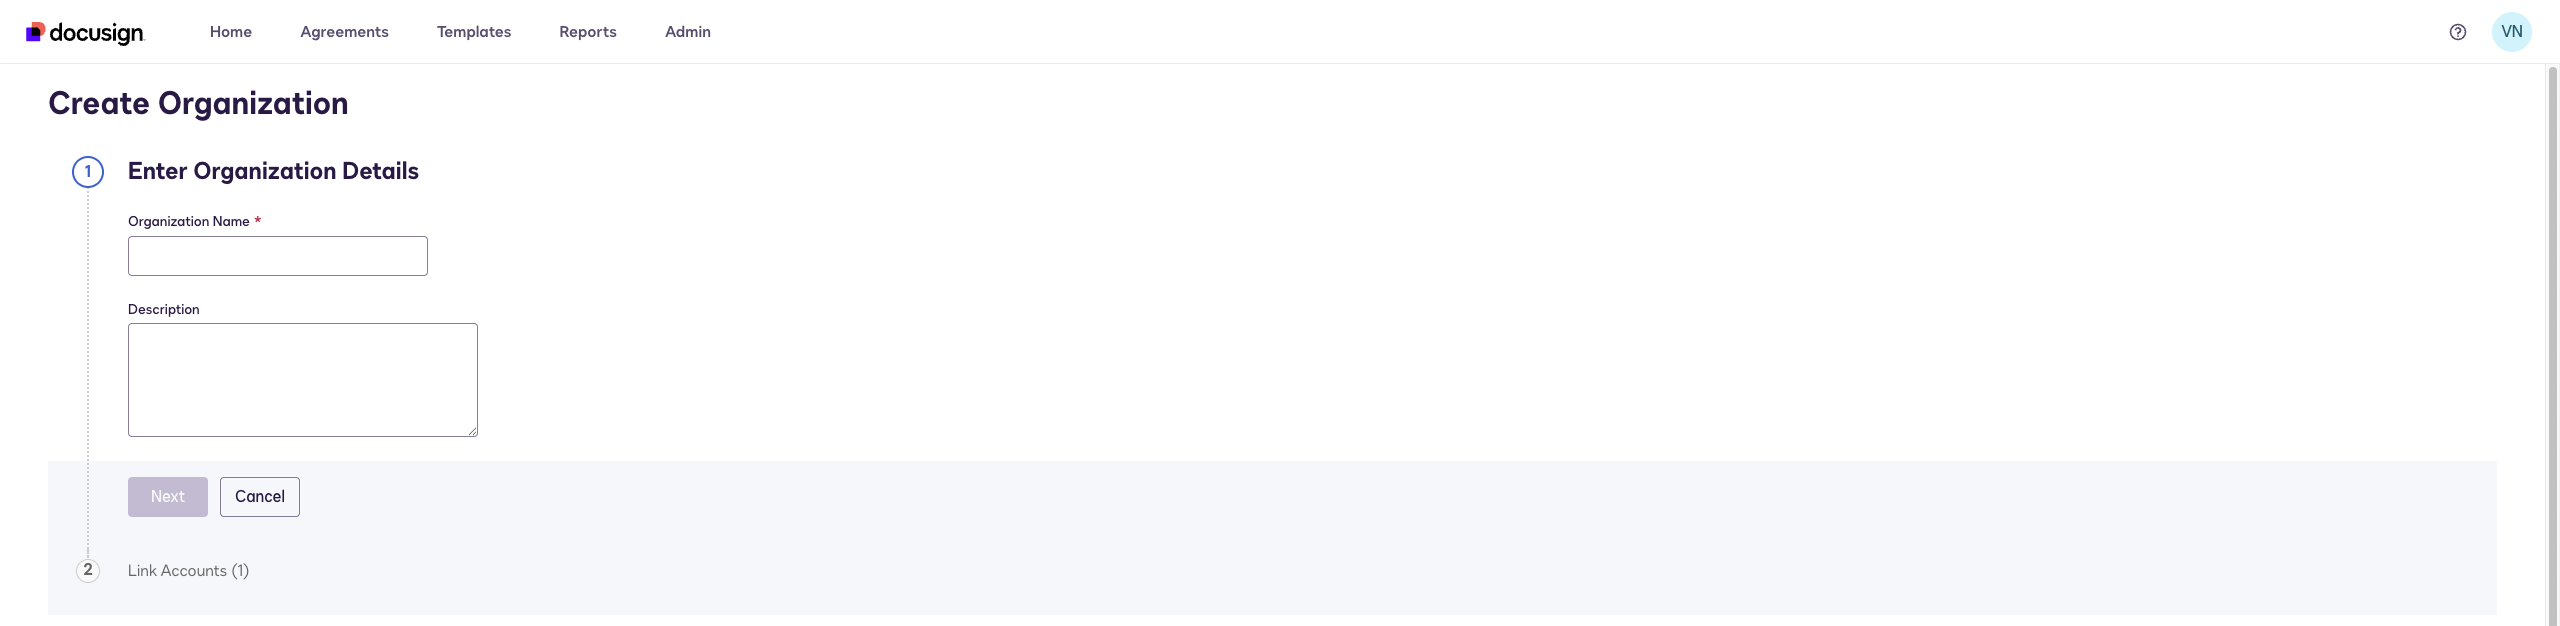 docusign
Home
Agreements
Templates
Reports
Admin
VN
Create Organization
1
Enter Organization Details
Organization Name *
Description
Next
Cancel
2
Link Accounts (1)